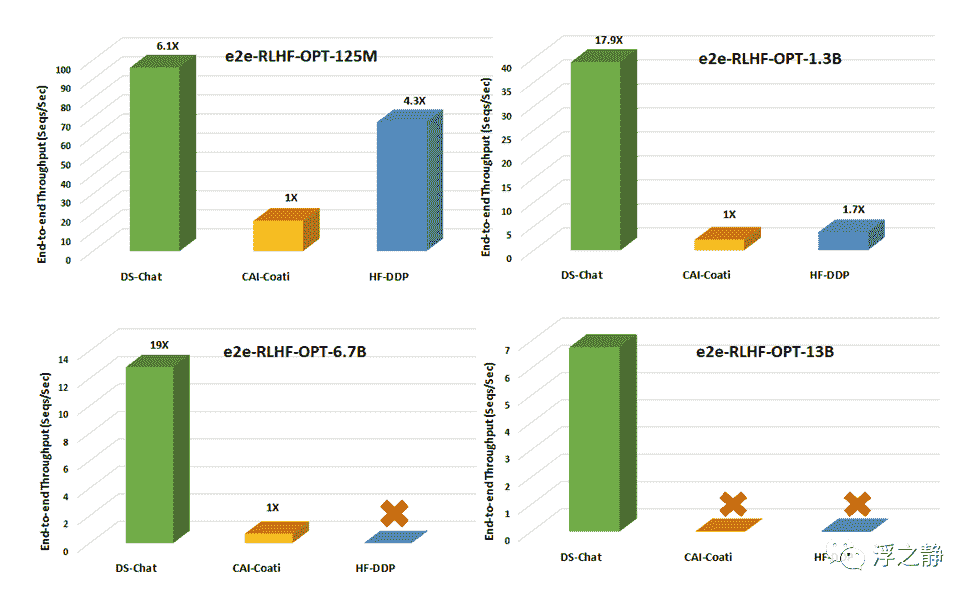 e2e-RLHF-OPT-125M
End-to-end Throughput (Seqs/Sec)
100
90
80
70
60
50
40
30
20
10
0
6.1X
1X
4.3X
DS-Chat CAI-Coati HF-DDP
e2e-RLHF-OPT-1.3B
End-to-end Throughput (Seqs/Sec)
40
35
30
25
20
15
10
5
0
17.9X
1X
1.7X
DS-Chat CAI-Coati HF-DDP
e2e-RLHF-OPT-6.7B
End-to-end Throughput (Seqs/Sec)
14
12
10
8
6
4
2
0
19X
1X
DS-Chat CAI-Coati HF-DDP
e2e-RLHF-OPT-13B
End-to-end Throughput (Seqs/Sec)
7
6
5
4
3
2
1
0
DS-Chat CAI-Coati
浮之静